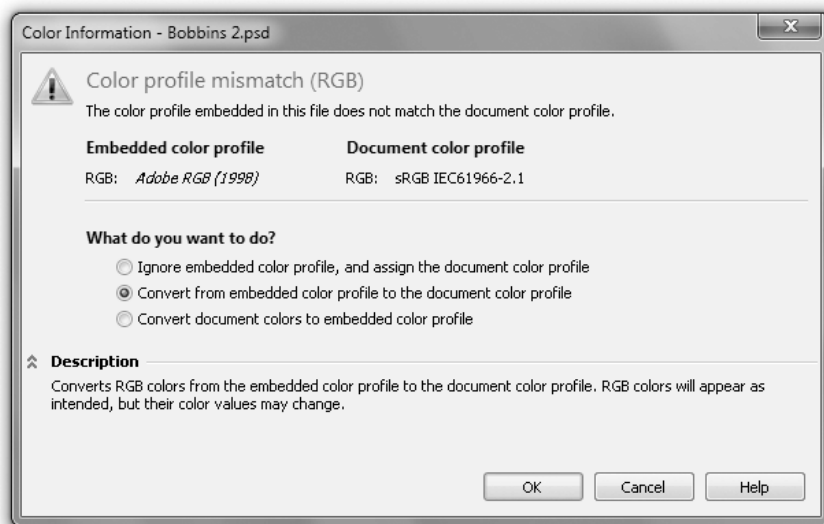 Color Information - Bobbins 2.psd
Color profile mismatch (RGB)
The color profile embedded in this file does not match the document color profile.
Embedded color profile
Document color profile
RGB: Adobe RGB (1998)
RGB: sRGB IEC61966-2.1
What do you want to do?
Ignore embedded color profile, and assign the document color profile
Convert from embedded color profile to the document color profile
Convert document colors to embedded color profile
Description
Converts RGB colors from the embedded color profile to the document color profile. RGB colors will appear as
intended, but their color values may change.
OK
Cancel
Help